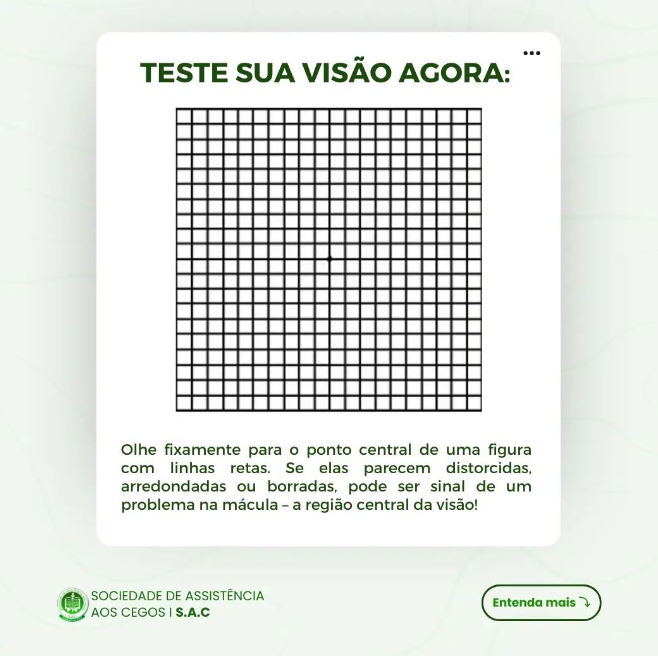 TESTE SUA VISÃO AGORA:
Olhe fixamente para o ponto central de uma figura
com linhas retas. Se elas parecem distorcidas,
arredondadas ou borradas, pode ser sinal de um
problema na mácula – a região central da visão!
SOCIEDADE DE ASSISTÊNCIA
AOS CEGOS | S.A.C
Entenda mais